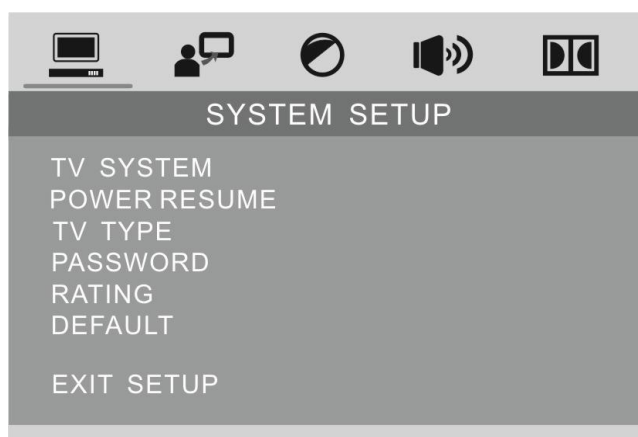 SYSTEM SETUP
TV SYSTEM
POWER RESUME
TV TYPE
PASSWORD
RATING
DEFAULT
EXIT SETUP